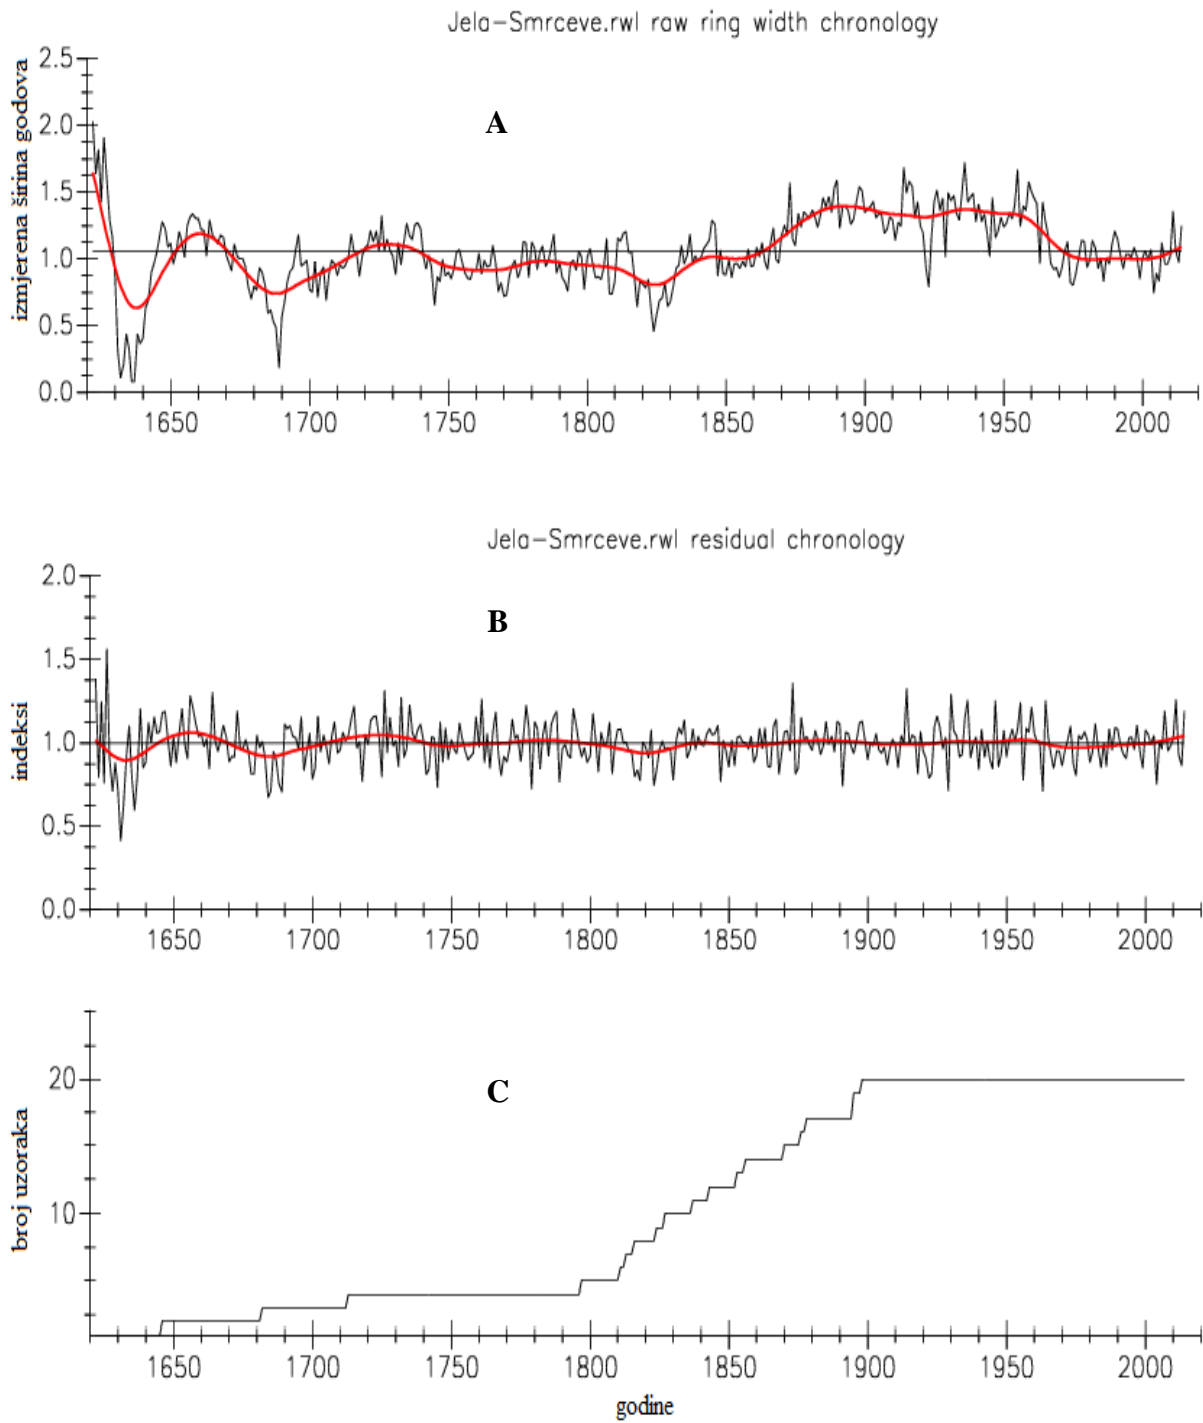 Jela-Smrceve.rwl raw ring width chronology
A
izmjerena širina godova
2.5
2.0
1.5
1.0
0.5
0.0
1650 1700 1750 1800 1850 1900 1950 2000
Jela-Smrceve.rwl residual chronology
B
indeksi
2.0
1.5
1.0
0.5
0.0
1650 1700 1750 1800 1850 1900 1950 2000
C
broj uzoraka
20
10
1650 1700 1750 1800 1850 1900 1950 2000
godine